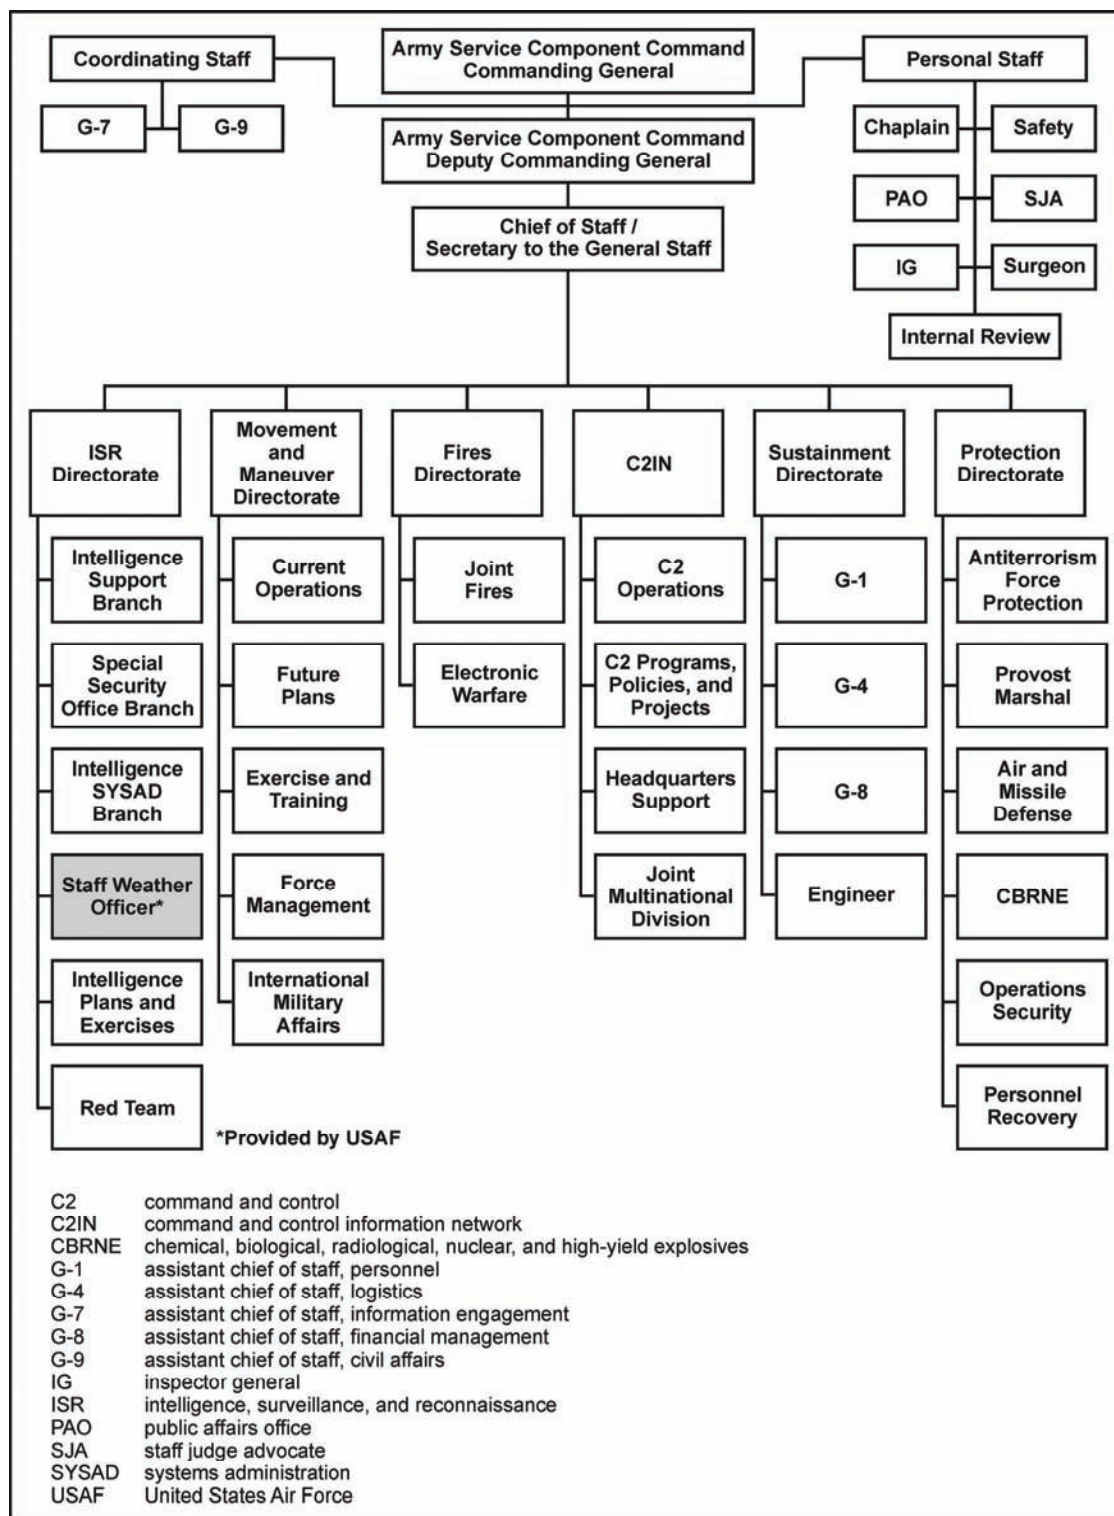 Coordinating Staff
Army Service Component Command
Commanding General
Personal Staff
G-7
G-9
Army Service Component Command
Deputy Commanding General
Chaplain
Safety
PAO
SJA
Chief of Staff /
Secretary to the General Staff
IG
Surgeon
Internal Review
ISR
Directorate
Movement
and
Maneuver
Directorate
Fires
Directorate
C2IN
Sustainment
Directorate
Protection
Directorate
Intelligence
Support
Branch
Special
Security
Office Branch
Intelligence
SYSAD
Branch
Staff Weather
Officer*
Intelligence
Plans and
Exercises
Red Team
Current
Operations
Future
Plans
Exercise and
Training
Force
Management
International
Military
Affairs
Joint
Fires
Electronic
Warfare
C2
Operations
C2 Programs,
Policies, and
Projects
Headquarters
Support
Joint
Multinational
Division
G-1
G-4
G-8
Engineer
Antiterrorism
Force
Protection
Provost
Marshal
Air and
Missile
Defense
CBRNE
Operations
Security
Personnel
Recovery
*Provided by USAF
C2 command and control
C2IN command and control information network
CBRNE chemical, biological, radiological, nuclear, and high-yield explosives
G-1 assistant chief of staff, personnel
G-4 assistant chief of staff, logistics
G-7 assistant chief of staff, information engagement
G-8 assistant chief of staff, financial management
G-9 assistant chief of staff, civil affairs
IG inspector general
ISR intelligence, surveillance, and reconnaissance
PAO public affairs office
SJA staff judge advocate
SYSAD systems administration
USAF United States Air Force